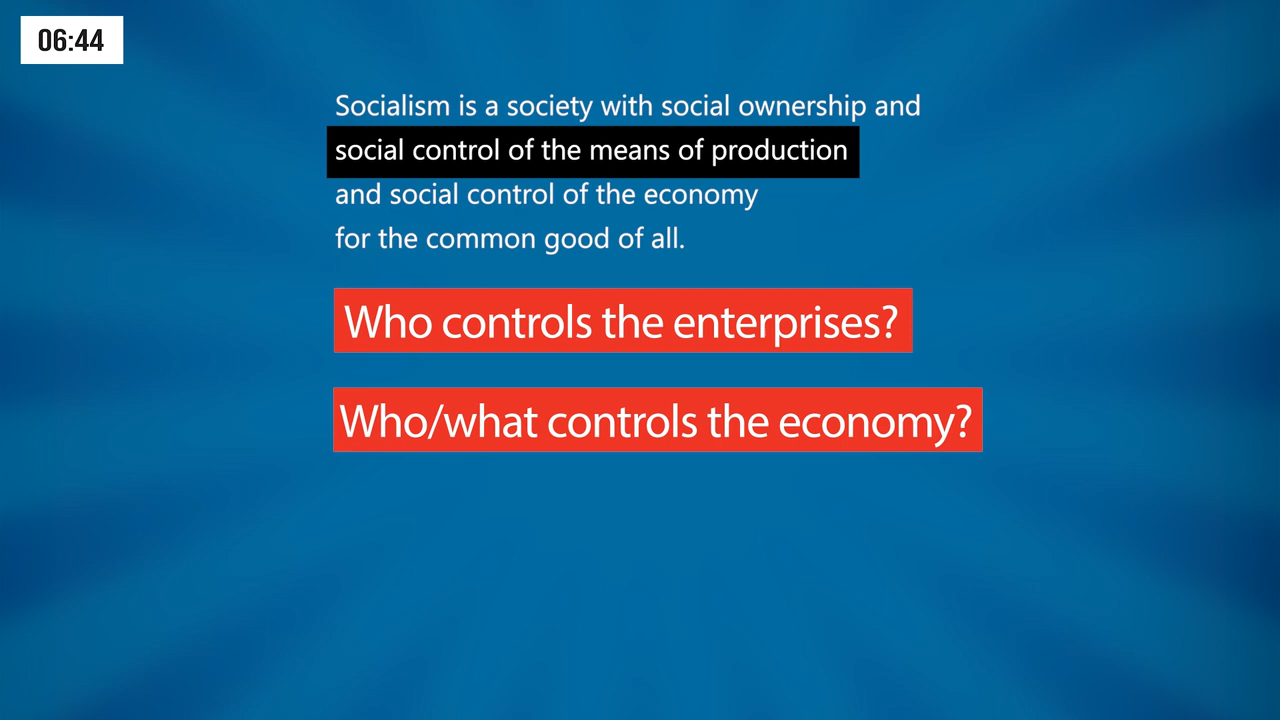 06:44
Socialism is a society with social ownership and
social control of the means of production
and social control of the economy
for the common good of all.
Who controls the enterprises?
Who/what controls the economy?